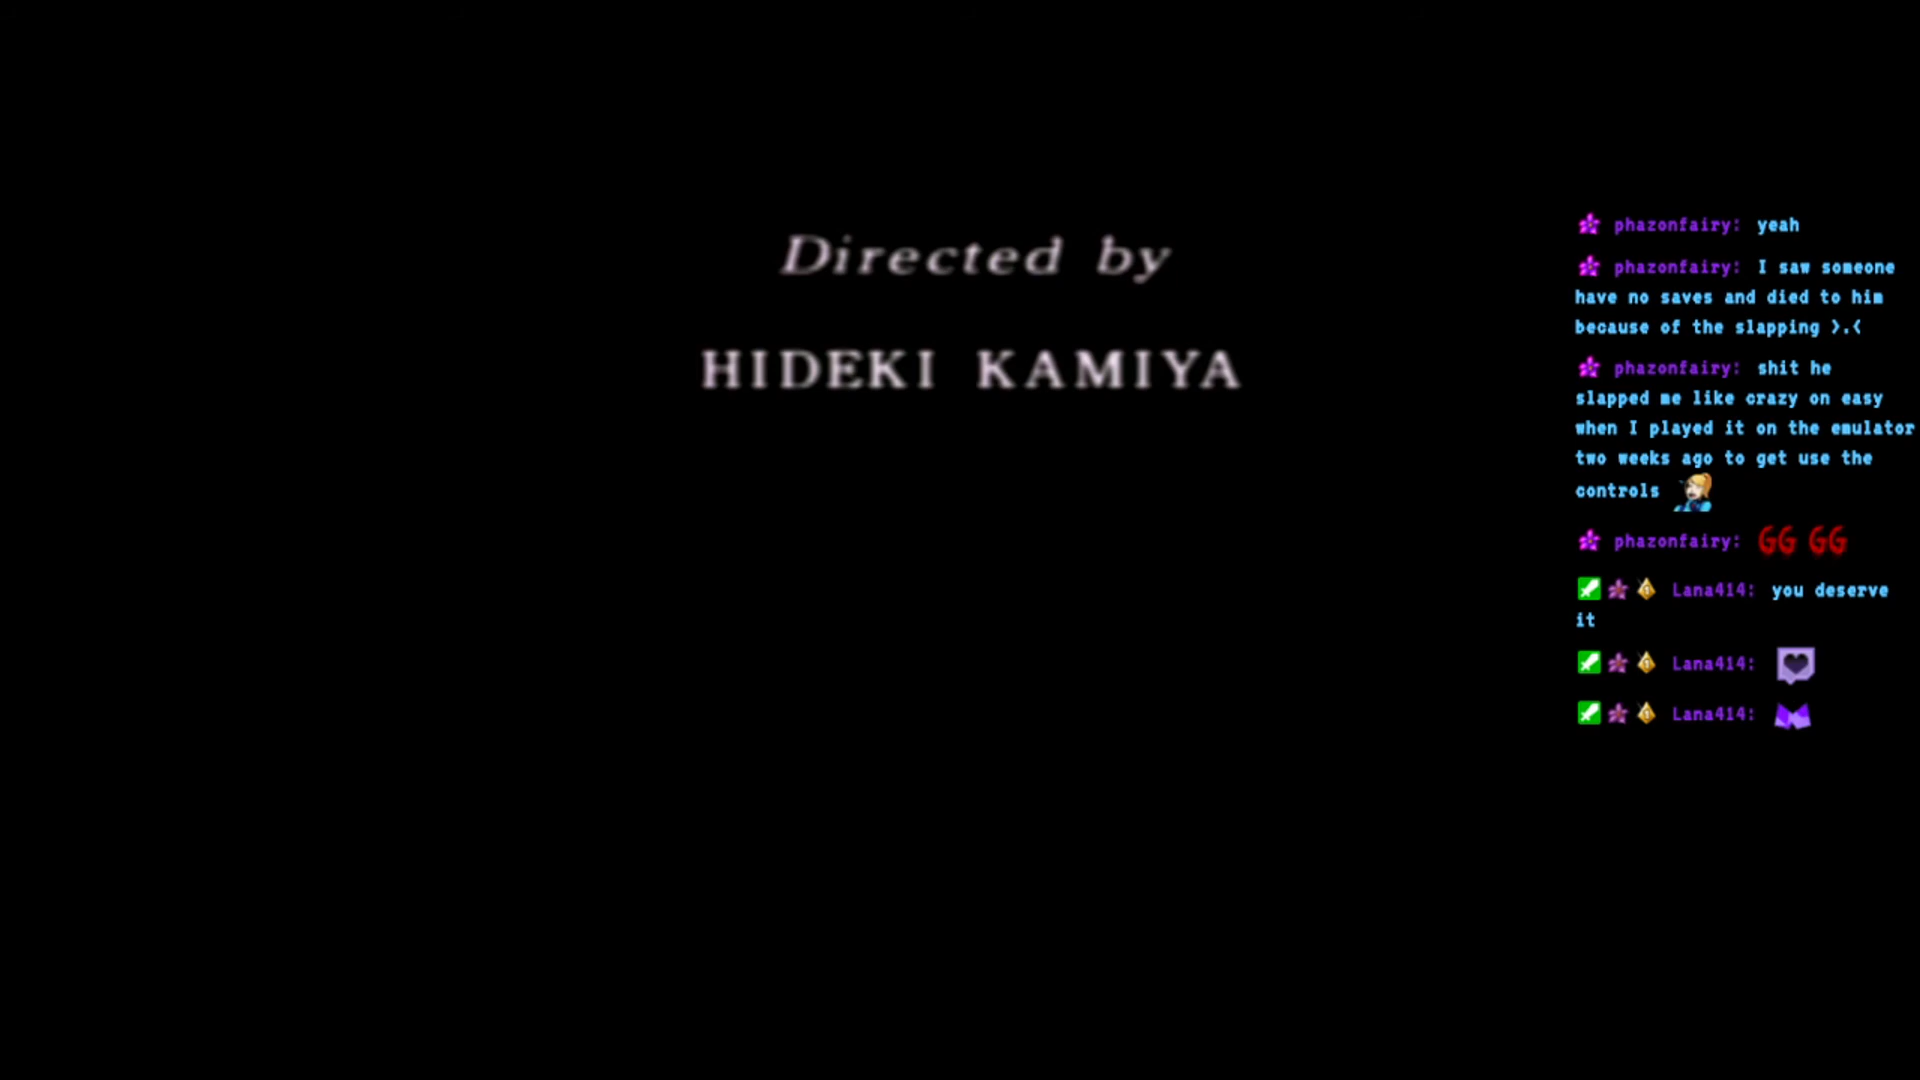 Directed by
HIDEKI KAMIYA
phazonfairy: yeah
phazonfairy: I saw someone
have no saves and died to him
because of the slapping >.<
phazonfairy: shit he
slapped me like crazy on easy
when I played it on the emulator
two weeks ago to get use the
controls
phazonfairy: GG GG
Lana414: you deserve
it
Lana414:
Lana414: